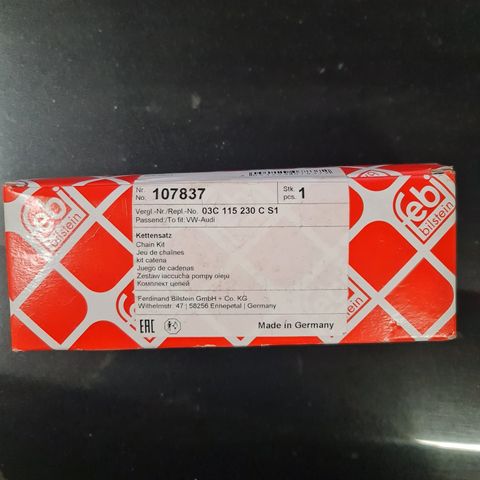 Nr.
No. 107837
Stk.
pcs. 1
Vergl.-Nr./Repl.-No. 03C 115 230 C S1
Passend./To fit: VW-Audi
Kettensatz
Chain Kit
Jeu de chaînes
kit catena
Juego de cadenas
Zestaw łańcucha pompy oleju
Комплект цепей
Ferdinand Bilstein GmbH + Co. KG
Wilhelmstr. 47 | 58256 Ennepetal | Germany
EAC
Made in Germany
febi
bilstein